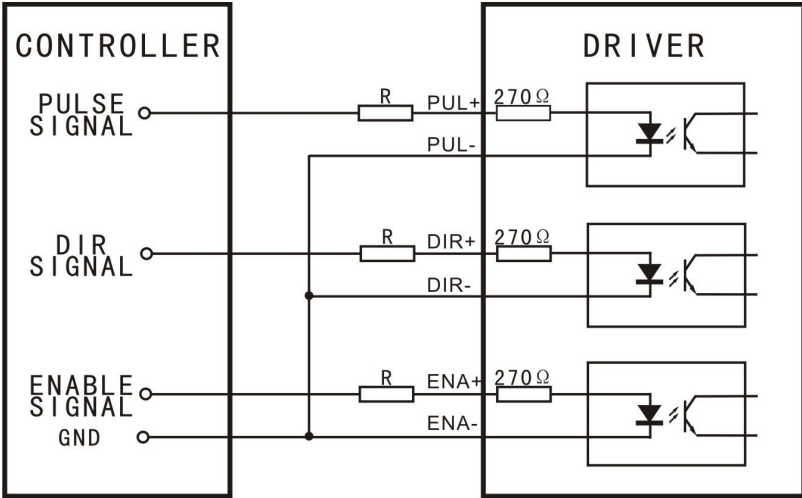 CONTROLLER
DRIVER
PULSE
SIGNAL
R
PUL+
270Ω
PUL-
DIR
SIGNAL
R
DIR+
270Ω
DIR-
ENABLE
SIGNAL
R
ENA+
270Ω
GND
ENA-